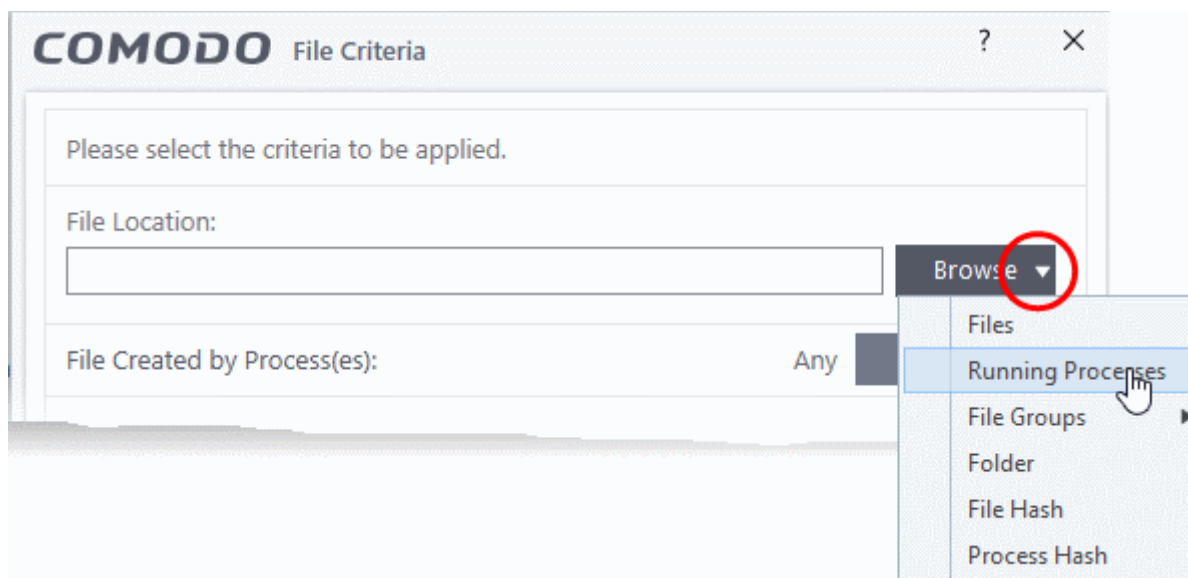 COMODO File Criteria ?
Please select the criteria to be applied.
File Location:
Browse
Files
File Created by Process(es): Any
Running Processes
File Groups
Folder
File Hash
Process Hash